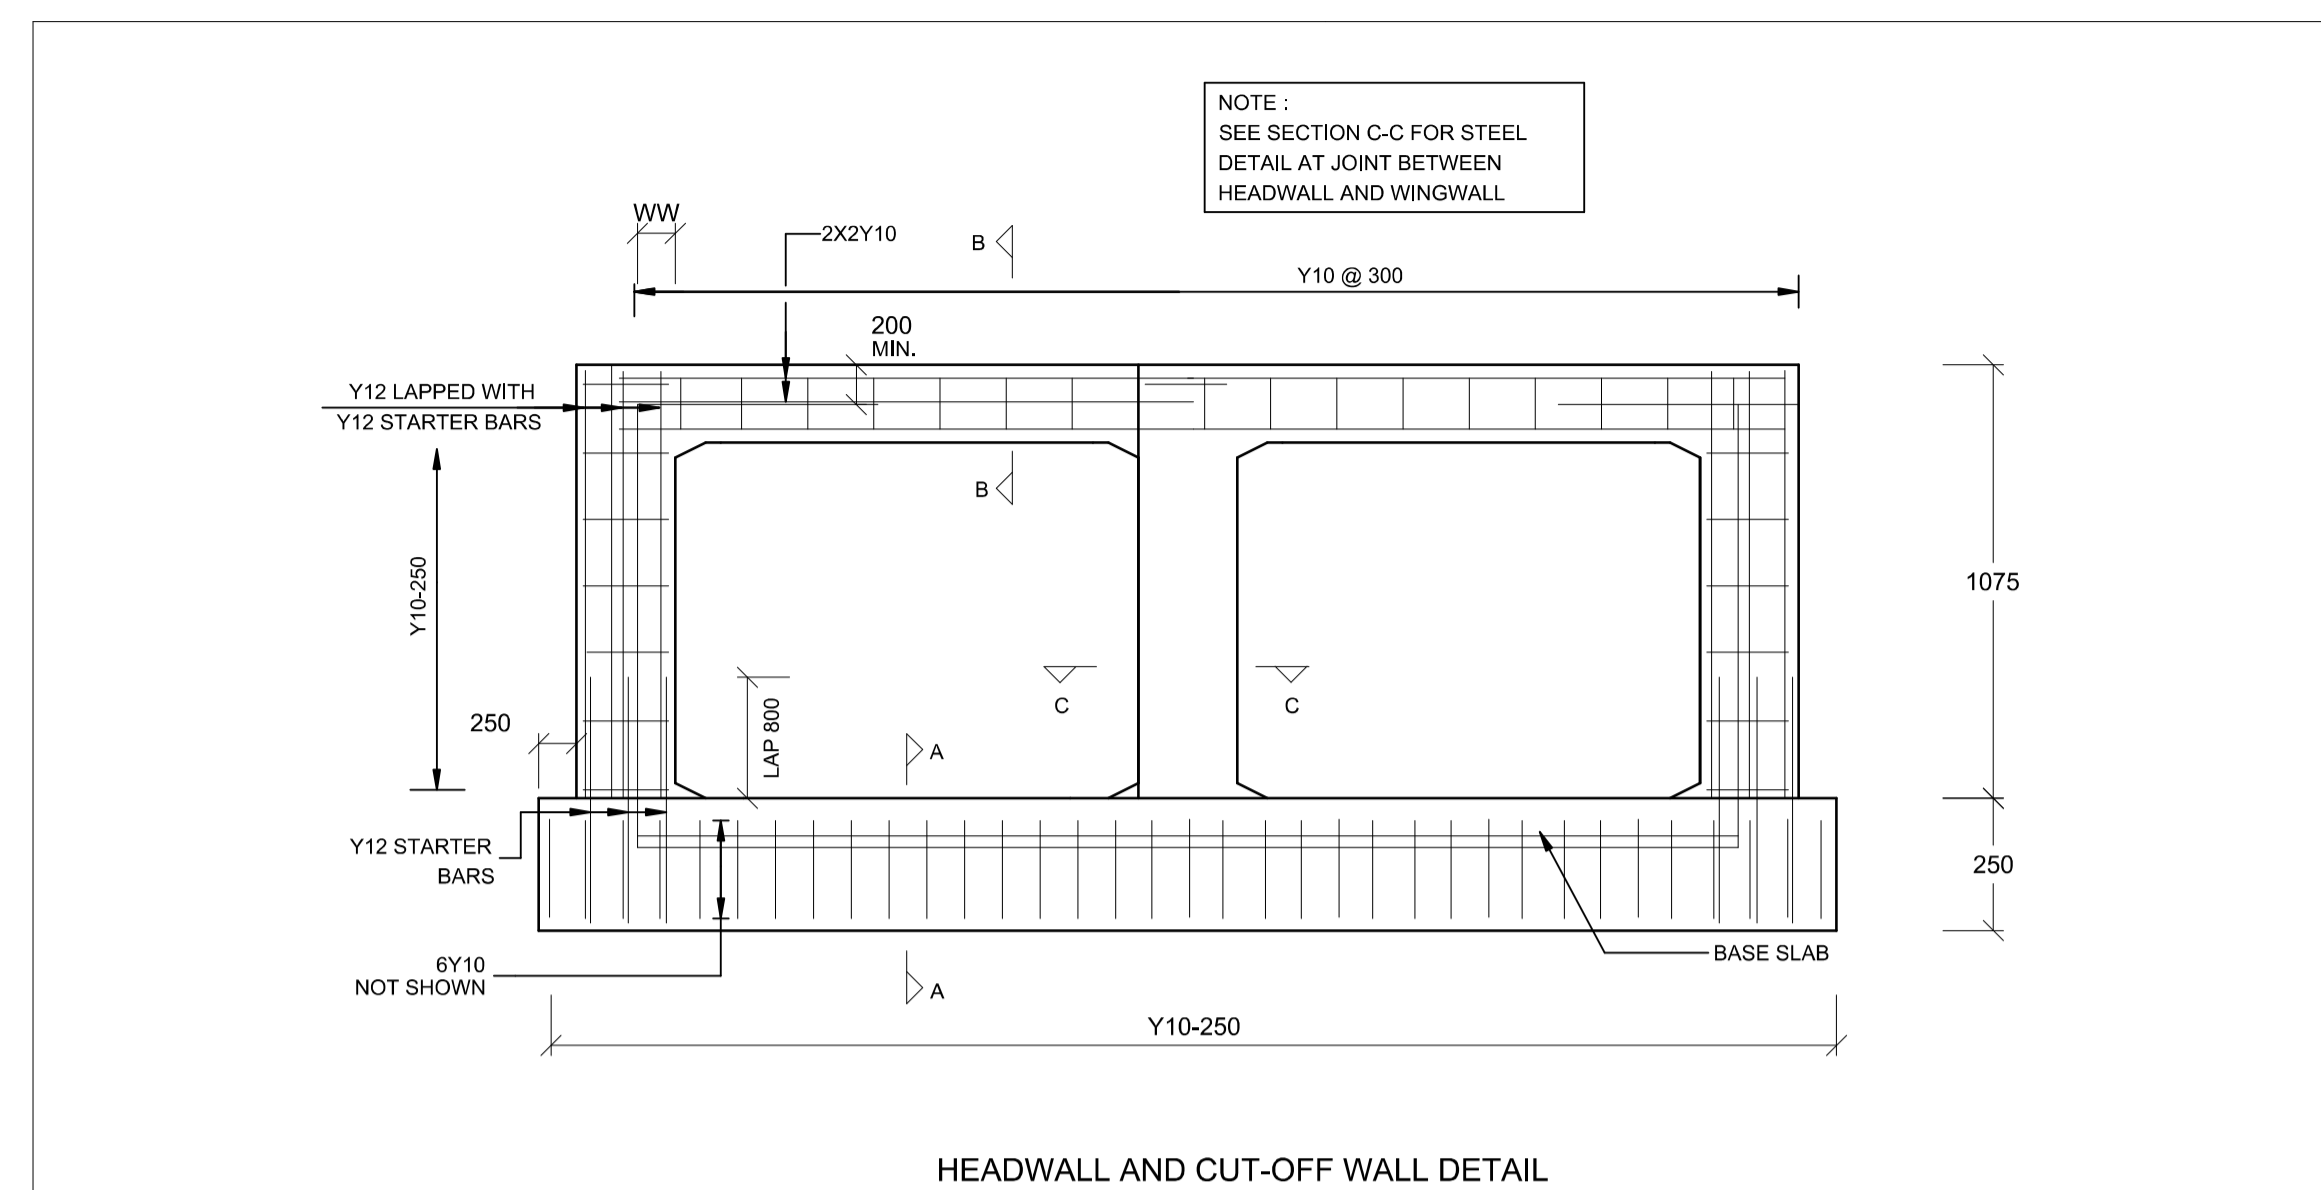 NOTE :
SEE SECTION C-C FOR STEEL
DETAIL AT JOINT BETWEEN
HEADWALL AND WINGWALL
WW
2X2Y10
B
Y10 @ 300
200
MIN.
Y12 LAPPED WITH
Y12 STARTER BARS
B
Y10-250
1075
LAP 800
C
C
250
A
Y12 STARTER
BARS
250
BASE SLAB
6Y10
NOT SHOWN
A
Y10-250
HEADWALL AND CUT-OFF WALL DETAIL